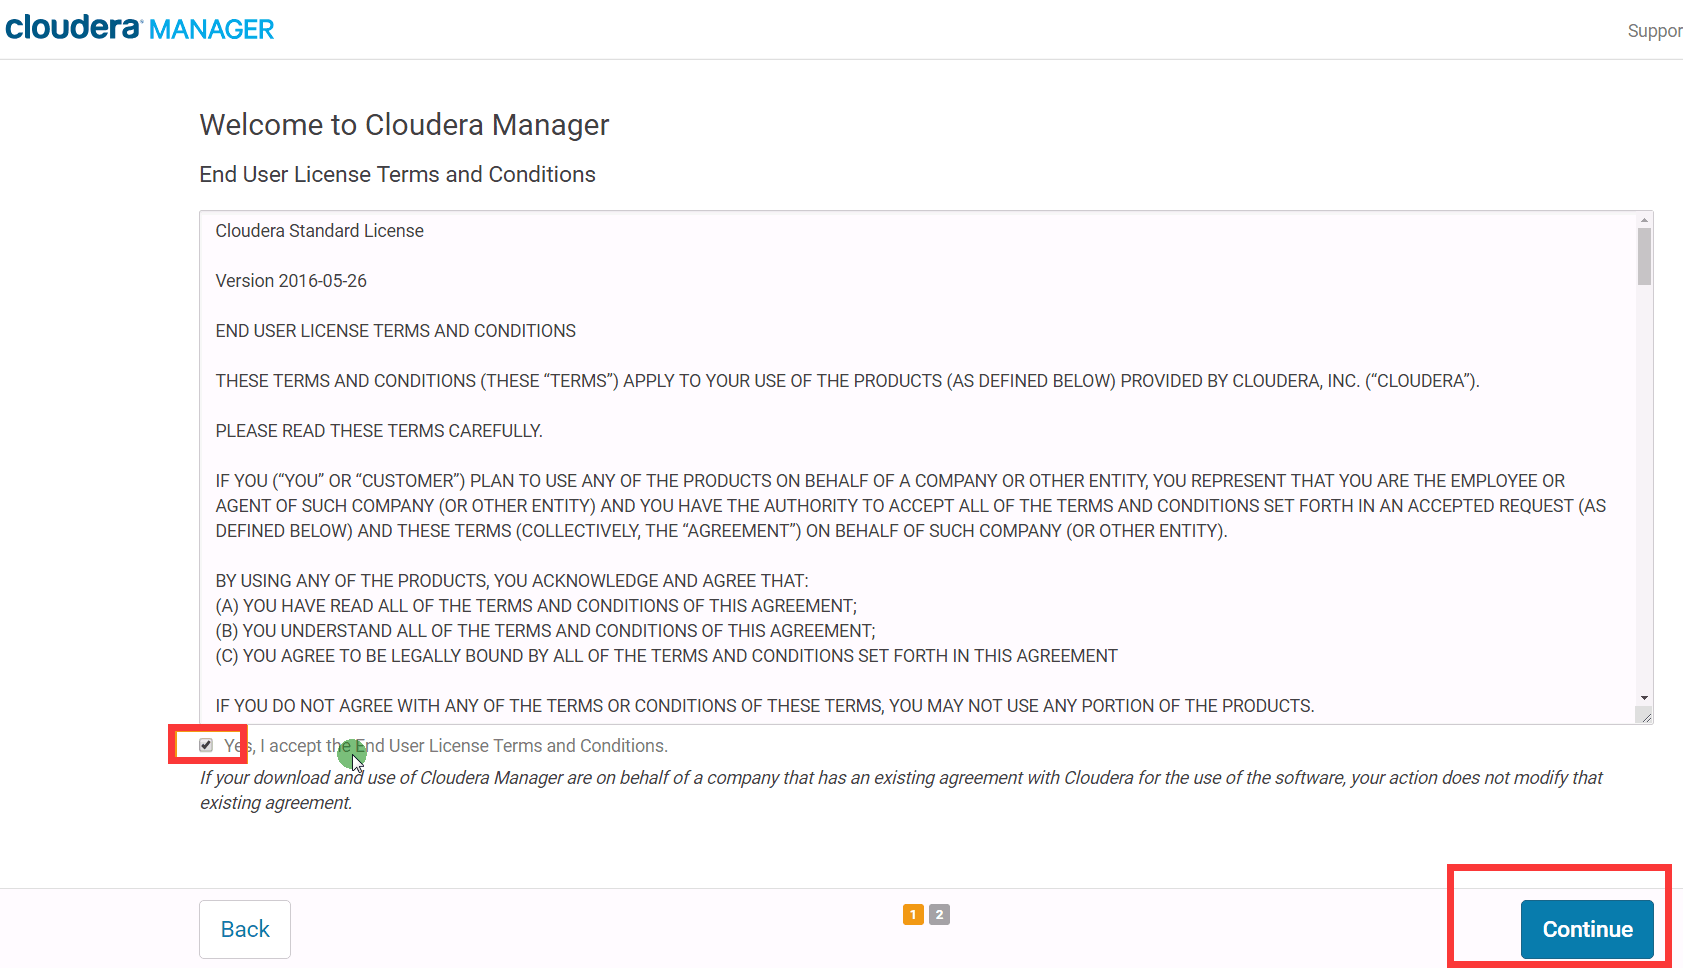 cloudera MANAGER
Suppor
Welcome to Cloudera Manager
End User License Terms and Conditions
Cloudera Standard License
Version 2016-05-26
END USER LICENSE TERMS AND CONDITIONS
THESE TERMS AND CONDITIONS (THESE “TERMS”) APPLY TO YOUR USE OF THE PRODUCTS (AS DEFINED BELOW) PROVIDED BY CLOUDERA, INC. (“CLOUDERA”).
PLEASE READ THESE TERMS CAREFULLY.
IF YOU (“YOU” OR “CUSTOMER”) PLAN TO USE ANY OF THE PRODUCTS ON BEHALF OF A COMPANY OR OTHER ENTITY, YOU REPRESENT THAT YOU ARE THE EMPLOYEE OR
AGENT OF SUCH COMPANY (OR OTHER ENTITY) AND YOU HAVE THE AUTHORITY TO ACCEPT ALL OF THE TERMS AND CONDITIONS SET FORTH IN AN ACCEPTED REQUEST (AS
DEFINED BELOW) AND THESE TERMS (COLLECTIVELY, THE “AGREEMENT”) ON BEHALF OF SUCH COMPANY (OR OTHER ENTITY).
BY USING ANY OF THE PRODUCTS, YOU ACKNOWLEDGE AND AGREE THAT:
(A) YOU HAVE READ ALL OF THE TERMS AND CONDITIONS OF THIS AGREEMENT;
(B) YOU UNDERSTAND ALL OF THE TERMS AND CONDITIONS OF THIS AGREEMENT;
(C) YOU AGREE TO BE LEGALLY BOUND BY ALL OF THE TERMS AND CONDITIONS SET FORTH IN THIS AGREEMENT
IF YOU DO NOT AGREE WITH ANY OF THE TERMS OR CONDITIONS OF THESE TERMS, YOU MAY NOT USE ANY PORTION OF THE PRODUCTS.
Yes, I accept the End User License Terms and Conditions.
If your download and use of Cloudera Manager are on behalf of a company that has an existing agreement with Cloudera for the use of the software, your action does not modify that
existing agreement.
Back
1 2
Continue